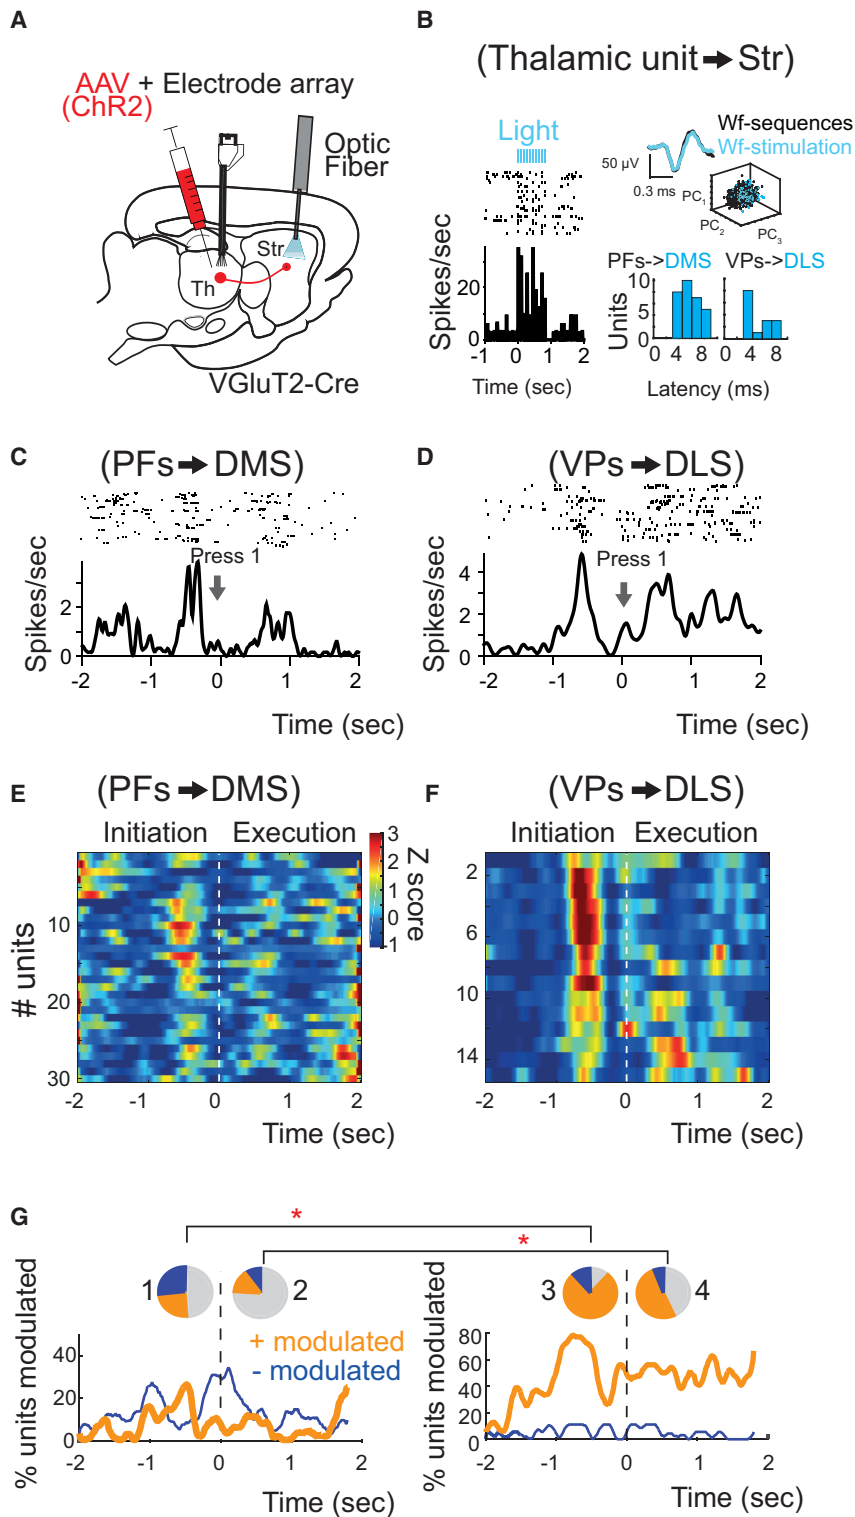 A
AAV + Electrode array
(ChR2)
Optic
Fiber
Str
Th
VGluT2-Cre
B
(Thalamic unit → Str)
Light
Wf-sequences
Wf-stimulation
50 µV
0.3 ms
PC1
PC2
PC3
Spikes/sec
20
0
-1 0 1 2
Time (sec)
PFs->DMS VPs->DLS
Units
10
0
0 4 8 0 4 8
Latency (ms)
C
(PFs → DMS)
Press 1
Spikes/sec
2
0
-2 -1 0 1 2
Time (sec)
D
(VPs → DLS)
Press 1
Spikes/sec
4
2
0
-2 -1 0 1 2
Time (sec)
E
(PFs → DMS)
Initiation Execution
3
2
1
0
-1
Z score
# units
10
20
30
-2 -1 0 1 2
Time (sec)
F
(VPs → DLS)
Initiation Execution
2
6
10
14
-2 -1 0 1 2
Time (sec)
G
*
*
1 2
3 4
+ modulated
- modulated
% units modulated
40
20
0
-2 -1 0 1 2
Time (sec)
% units modulated
80
60
40
20
0
-2 -1 0 1 2
Time (sec)